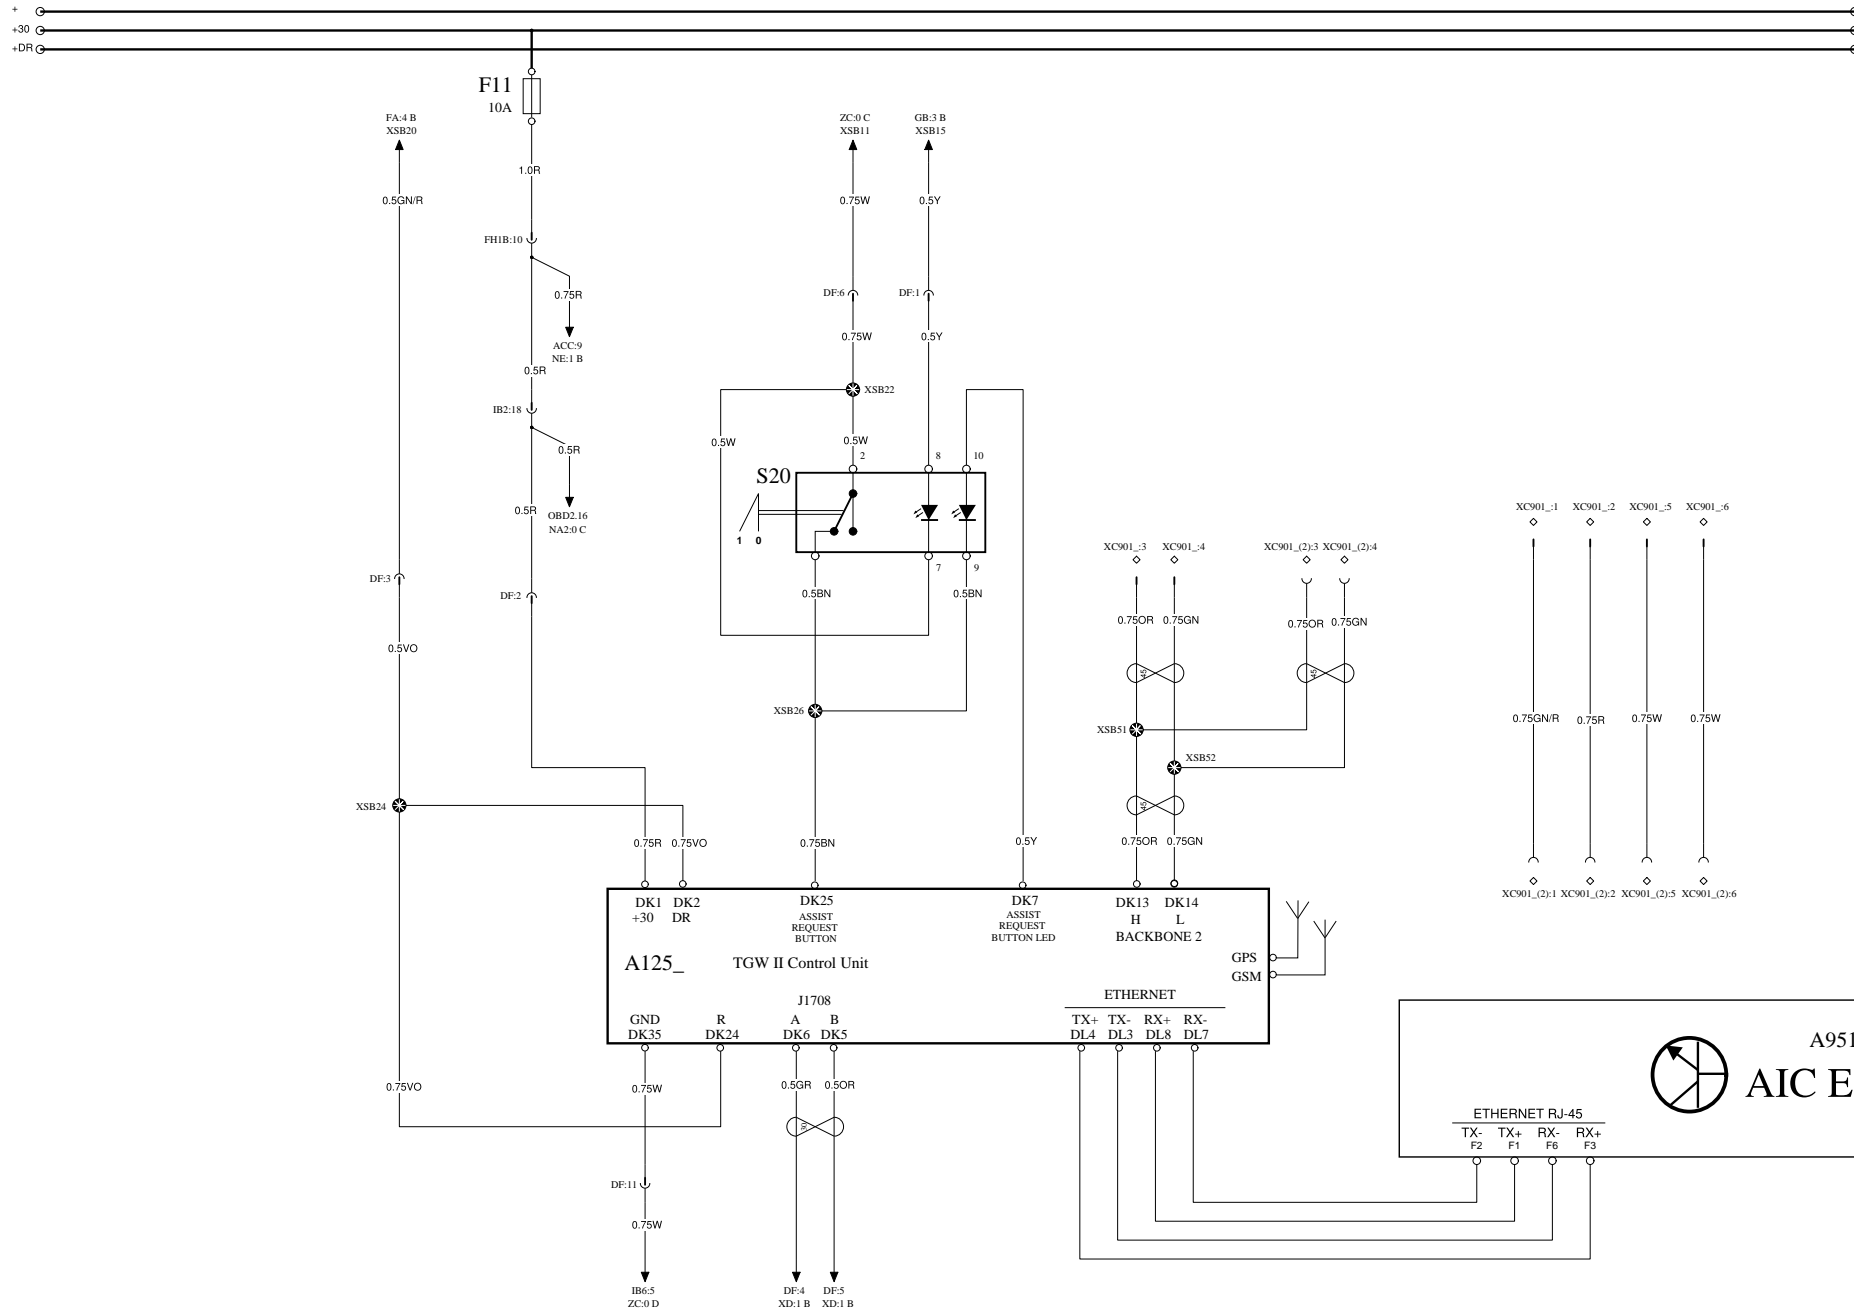 +
+30
+DR
F11
10A
FA:4 B
XSB20
ZC:0 C
XSB11
GB:3 B
XSB15
1.0R
0.5GN/R
0.75W
0.5Y
FH1B:10
0.75R
DF:6
DF:1
0.75W
0.5Y
ACC:9
NE:1 B
0.5R
XSB22
IB2:18
0.5W
0.5W
0.5R
2
8
10
S20
0.5R
OBD2.16
NA2:0 C
1 0
XC901_:1
XC901_:2
XC901_:5
XC901_:6
XC901_:3
XC901_:4
XC901_(2):3
XC901_(2):4
7
9
DF:3
DF:2
0.5BN
0.5BN
0.75OR
0.75GN
0.75OR
0.75GN
0.5VO
45
45
XSB26
0.75GN/R
0.75R
0.75W
0.75W
XSB51
XSB52
XSB24
45
0.75R
0.75VO
0.75BN
0.5Y
0.75OR
0.75GN
XC901_(2):1
XC901_(2):2
XC901_(2):5
XC901_(2):6
DK1
+30
DK2
DR
DK25
ASSIST
REQUEST
BUTTON
DK7
ASSIST
REQUEST
BUTTON LED
DK13
H
DK14
L
BACKBONE 2
A125_
TGW II Control Unit
GPS
GSM
J1708
ETHERNET
GND
DK35
R
DK24
A
DK6
B
DK5
TX+
DL4
TX-
DL3
RX+
DL8
RX-
DL7
A951
AIC E
0.75VO
0.75W
0.5GR
0.5OR
30
ETHERNET RJ-45
TX-
F2
TX+
F1
RX-
F6
RX+
F3
DF:11
0.75W
IB6:5
ZC:0 D
DF:4
XD:1 B
DF:5
XD:1 B